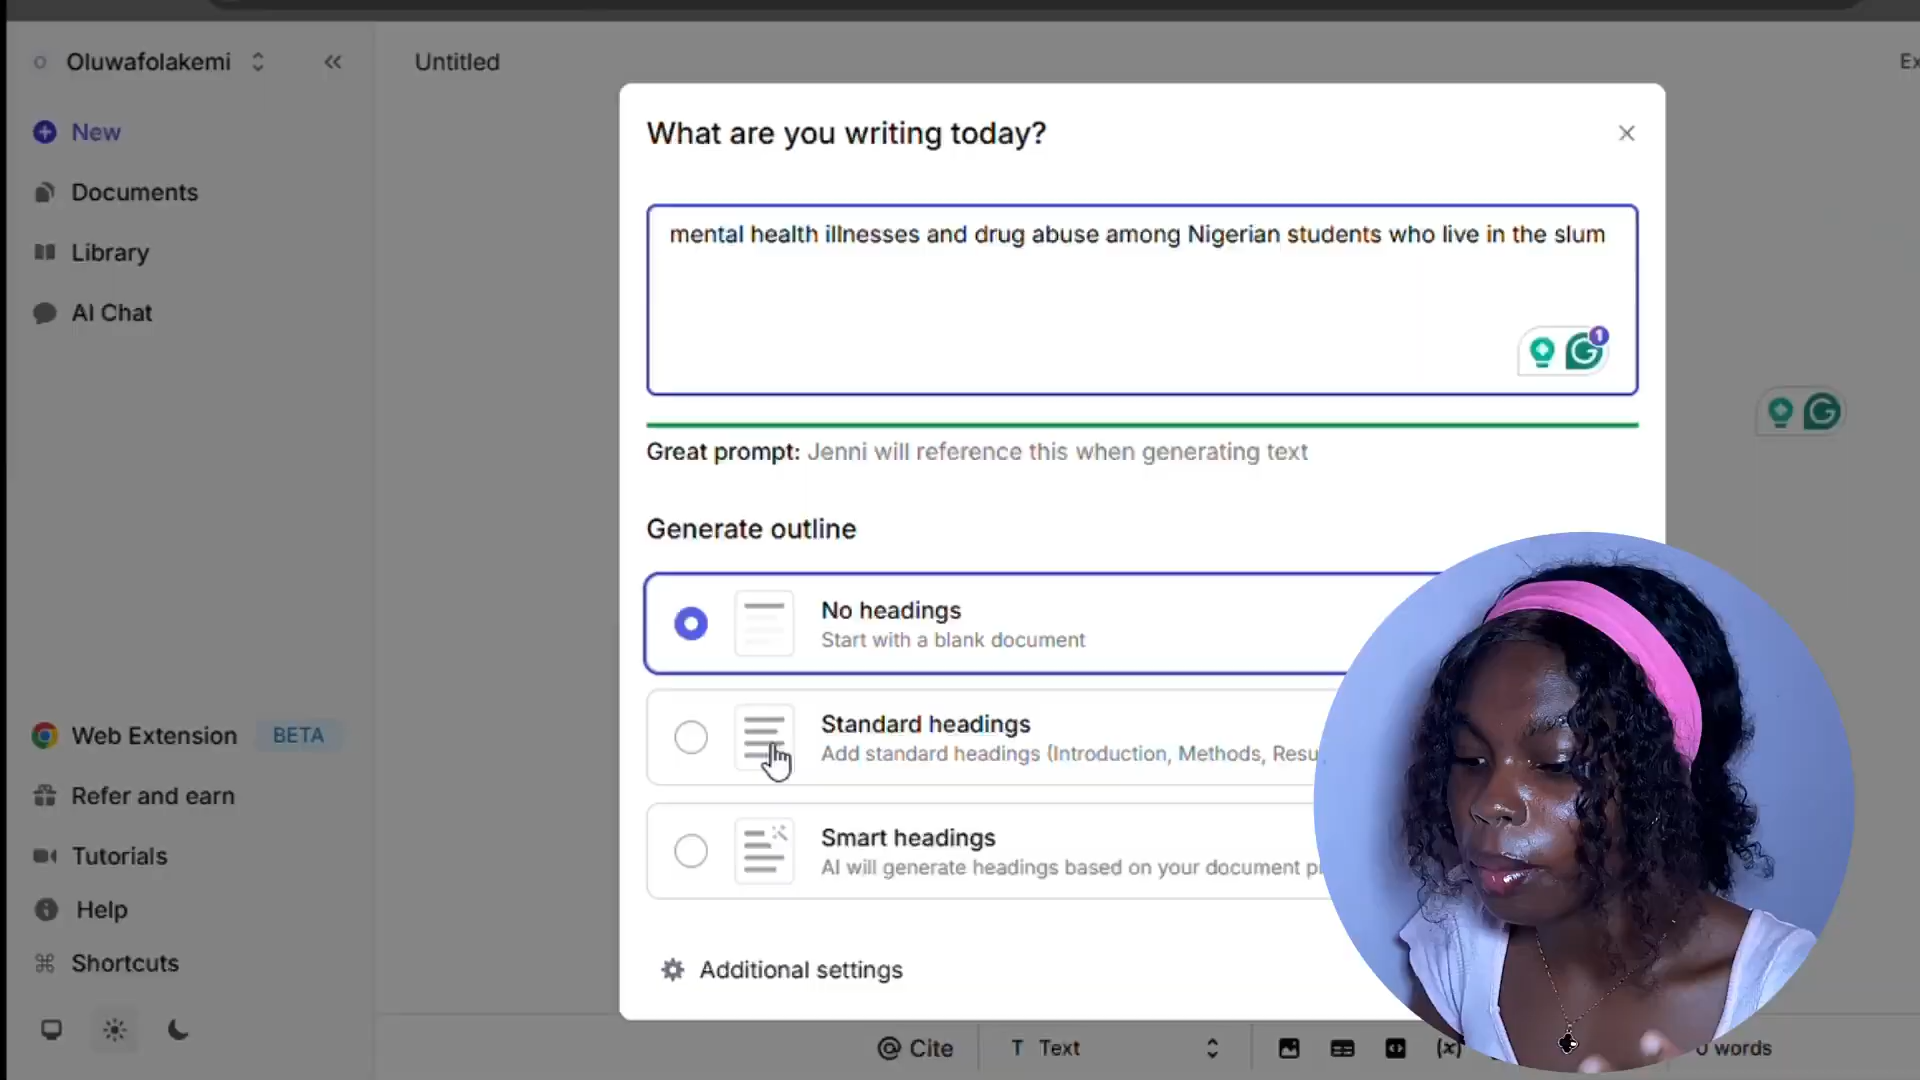 Oluwafolakemi
New
Documents
Library
AI Chat
Web Extension BETA
Refer and earn
Tutorials
Help
Shortcuts
Untitled
Ex
What are you writing today?
mental health illnesses and drug abuse among Nigerian students who live in the slum
1
Great prompt: Jenni will reference this when generating text
Generate outline
No headings
Start with a blank document
Standard headings
Add standard headings (Introduction, Methods, Resu
Smart headings
AI will generate headings based on your document p
Additional settings
@ Cite
T Text
(x)
0 words